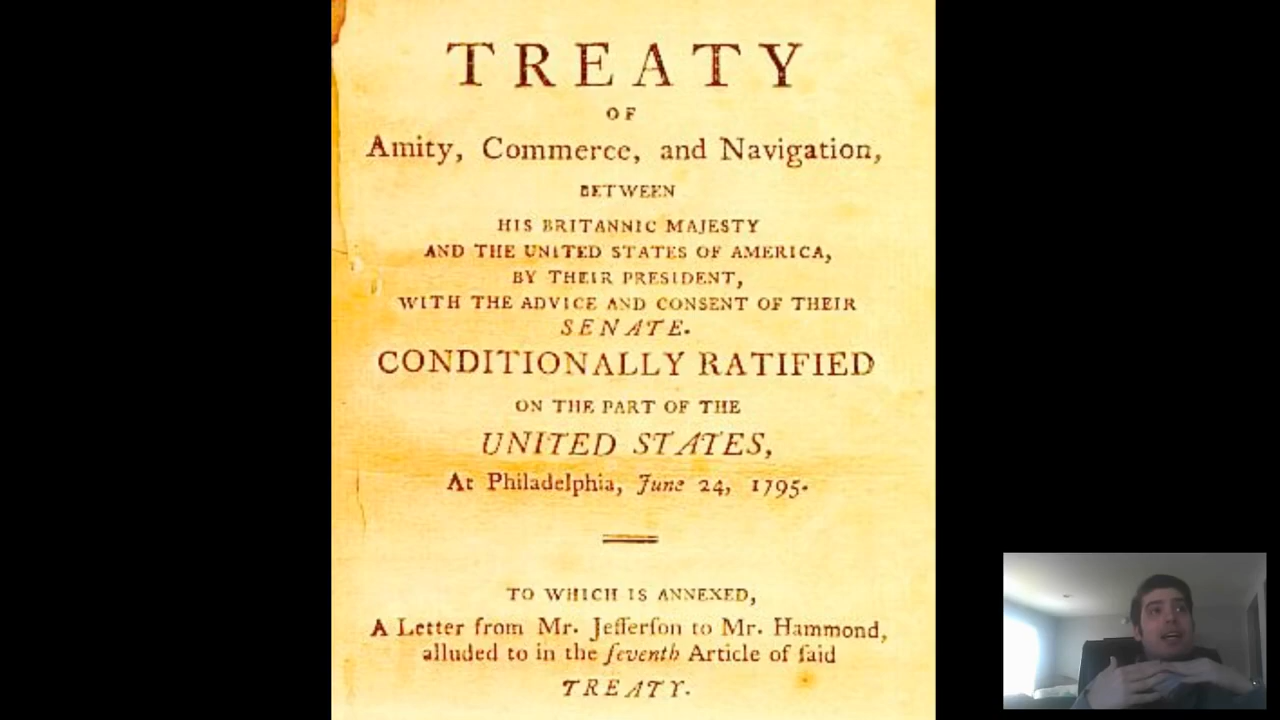 TREATY
OF
Amity, Commerce, and Navigation,
BETWEEN
HIS BRITANNIC MAJESTY
AND THE UNITED STATES OF AMERICA,
BY THEIR PRESIDENT,
WITH THE ADVICE AND CONSENT OF THEIR
SENATE.
CONDITIONALLY RATIFIED
ON THE PART OF THE
UNITED STATES,
At Philadelphia, June 24, 1795.
TO WHICH IS ANNEXED,
A Letter from Mr. Jefferſon to Mr. Hammond,
alluded to in the ſeventh Article of ſaid
TREATY.